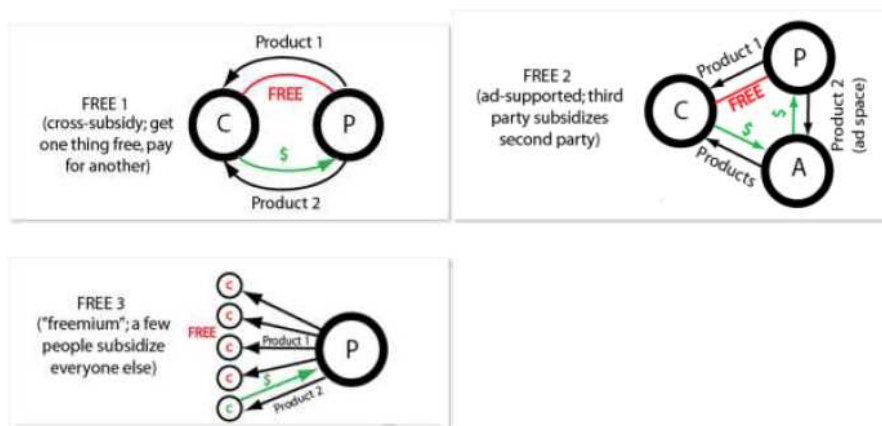 FREE 1
(cross-subsidy; get
one thing free, pay
for another)
Product 1
FREE
C
P
$
Product 2
FREE 2
(ad-supported; third
party subsidizes
second party)
Product 1
P
FREE
C
$
$
Product 2
(ad space)
Products
A
FREE 3
("freemium"; a few
people subsidize
everyone else)
FREE
c
c
c
c
c
Product 1
P
$
Product 2